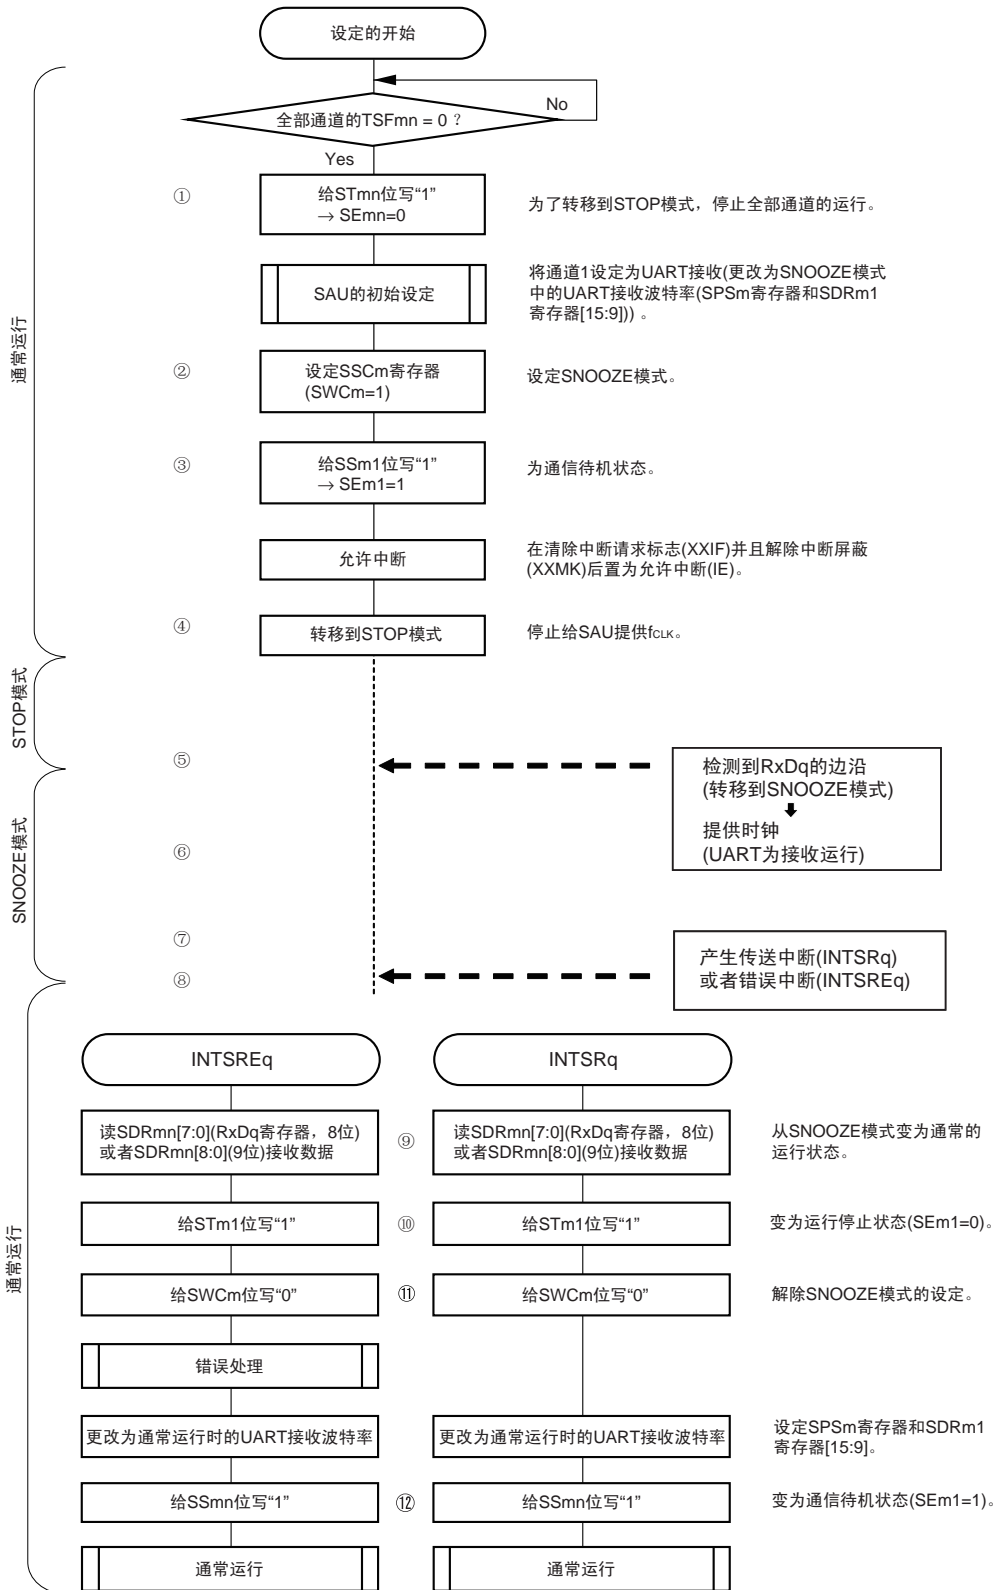 设定的开始
No
全部通道的TSFmn = 0 ?
Yes
①
给STmn位写“1”
→ SEmn=0
为了转移到STOP模式，停止全部通道的运行。
SAU的初始设定
将通道1设定为UART接收(更改为SNOOZE模式
中的UART接收波特率(SPSm寄存器和SDRm1
寄存器[15:9])) 。
通常运行
②
设定SSCm寄存器
(SWCm=1)
设定SNOOZE模式。
③
给SSm1位写“1”
→ SEm1=1
为通信待机状态。
允许中断
在清除中断请求标志(XXIF)并且解除中断屏蔽
(XXMK)后置为允许中断(IE)。
④
转移到STOP模式
停止给SAU提供fCLK。
STOP模式
⑤
检测到RxDq的边沿
(转移到SNOOZE模式)
提供时钟
(UART为接收运行)
SNOOZE模式
⑥
⑦
⑧
产生传送中断(INTSRq)
或者错误中断(INTSREq)
INTSREq
INTSRq
读SDRmn[7:0](RxDq寄存器，8位)
或者SDRmn[8:0](9位)接收数据
⑨
读SDRmn[7:0](RxDq寄存器，8位)
或者SDRmn[8:0](9位)接收数据
从SNOOZE模式变为通常的
运行状态。
给STm1位写“1”
⑩
给STm1位写“1”
变为运行停止状态(SEm1=0)。
通常运行
给SWCm位写“0”
⑪
给SWCm位写“0”
解除SNOOZE模式的设定。
错误处理
更改为通常运行时的UART接收波特率
更改为通常运行时的UART接收波特率
设定SPSm寄存器和SDRm1
寄存器[15:9]。
给SSmn位写“1”
⑫
给SSmn位写“1”
变为通信待机状态(SEm1=1)。
通常运行
通常运行